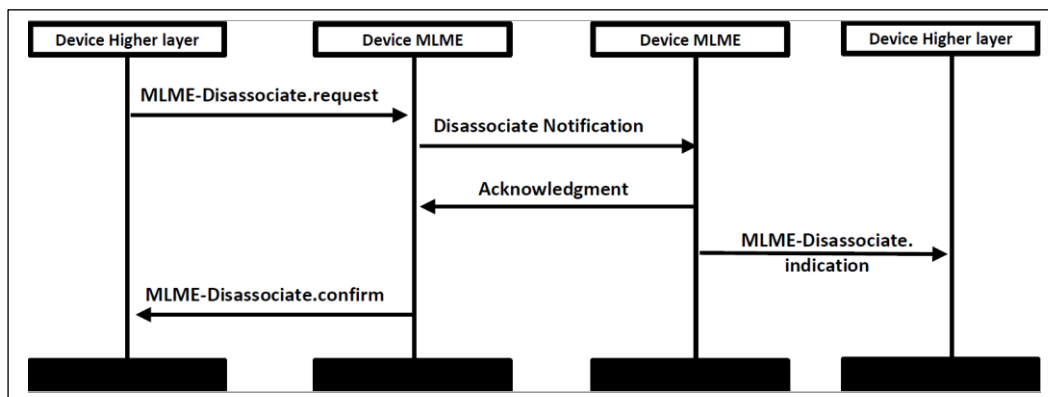 Device Higher layer
Device MLME
Device MLME
Device Higher layer
MLME-Disassociate.request
Disassociate Notification
Acknowledgment
MLME-Disassociate.
indication
MLME-Disassociate.confirm